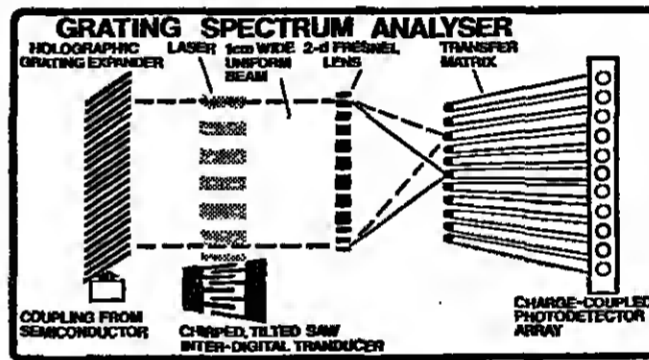 GRATING SPECTRUM ANALYSER
HOLOGRAPHIC
GRATING EXPANDER
LASER
1cm WIDE
UNIFORM
BEAM
2-d FRESNEL
LENS
TRANSFER
MATRIX
COUPLING FROM
SEMICONDUCTOR
CHIRPED, TILTED SAW
INTER-DIGITAL TRANDUCER
CHARGE-COUPLED
PHOTODETECTOR
ARRAY